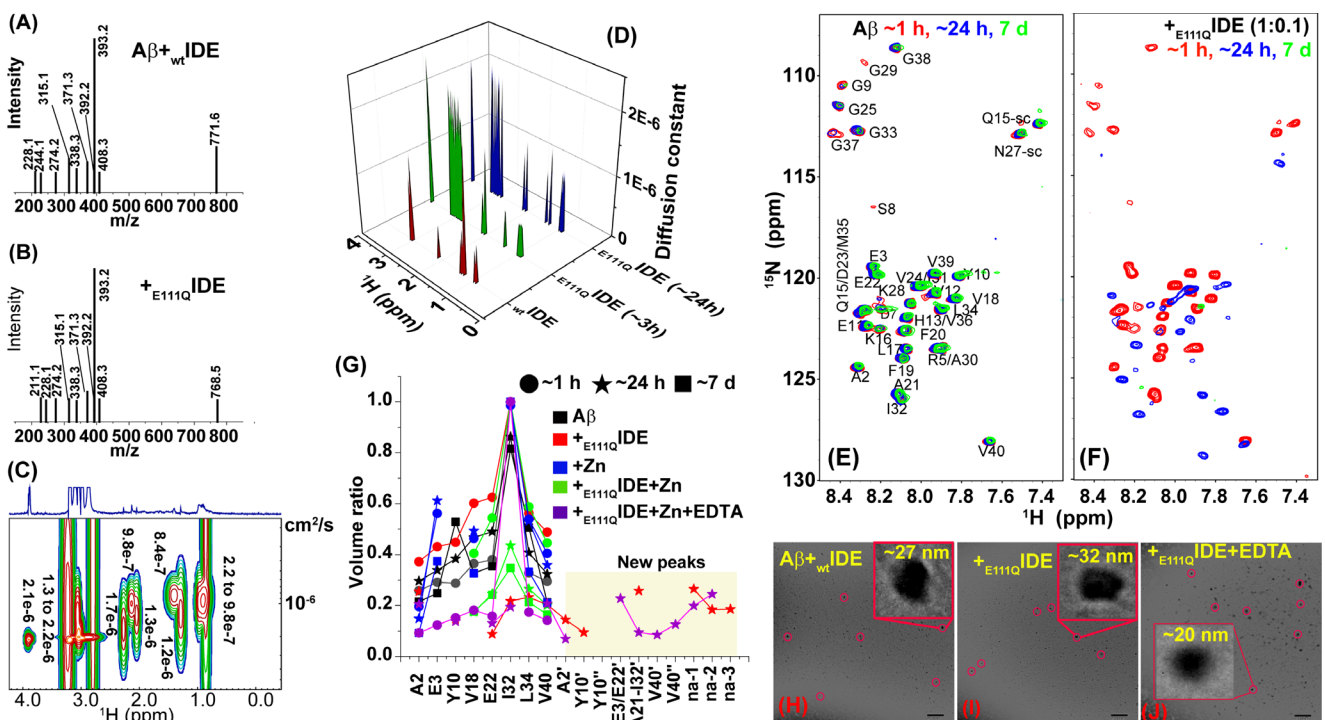 (A)
Aβ+wtIDE
Intensity
393.2
392.2
371.3
315.1
338.3
274.2
244.1
228.1
408.3
771.6
200 300 400 500 600 700 800
m/z
(B)
+E111QIDE
Intensity
393.2
392.2
371.3
315.1
338.3
274.2
228.1
211.1
408.3
768.5
200 300 400 500 600 700 800
m/z
(C)
cm²/s
10⁻⁶
2.1e-6
1.3 to 2.2e-6
1.7e-6
9.8e-7
1.3e-6
8.4e-7
1.2e-6
2.2 to 9.8e-7
4.0 3.0 2.0 1.0 0.0
¹H (ppm)
(D)
Diffusion constant
2E-6
1E-6
0
4 3 2 1 0
¹H (ppm)
wtIDE
E111QIDE (~3h)
E111QIDE (~24h)
Aβ ~1 h, ~24 h, 7 d
G38
G29
G9
G25
G33
G37
Q15-sc
N27-sc
S8
Q15/D23/M35
E3
E22
K28
V39
Y10
V12
V18
L34
E11
K16
H13/V36
F20
L17
R5/A30
F19
A2
A21
I32
V40
110
115
120
125
130
¹⁵N (ppm)
(E)
8.4 8.2 8.0 7.8 7.6 7.4
¹H (ppm)
+E111QIDE (1:0.1)
~1 h, ~24 h, 7 d
(F)
8.4 8.2 8.0 7.8 7.6 7.4
(G)
~1 h ~24 h ~7 d
Aβ
+E111QIDE
+Zn
+E111QIDE+Zn
+E111QIDE+Zn+EDTA
New peaks
Volume ratio
1.0
0.8
0.6
0.4
0.2
0.0
A2
E3
Y10
V18
E22
I32
L34
V40
A2"
Y10'
Y10"
E3/E22'
A21-I32'
V40'
V40"
na-1
na-2
na-3
Aβ+wtIDE
~27 nm
(H)
+E111QIDE
~32 nm
(I)
+E111QIDE+EDTA
~20 nm
(J)